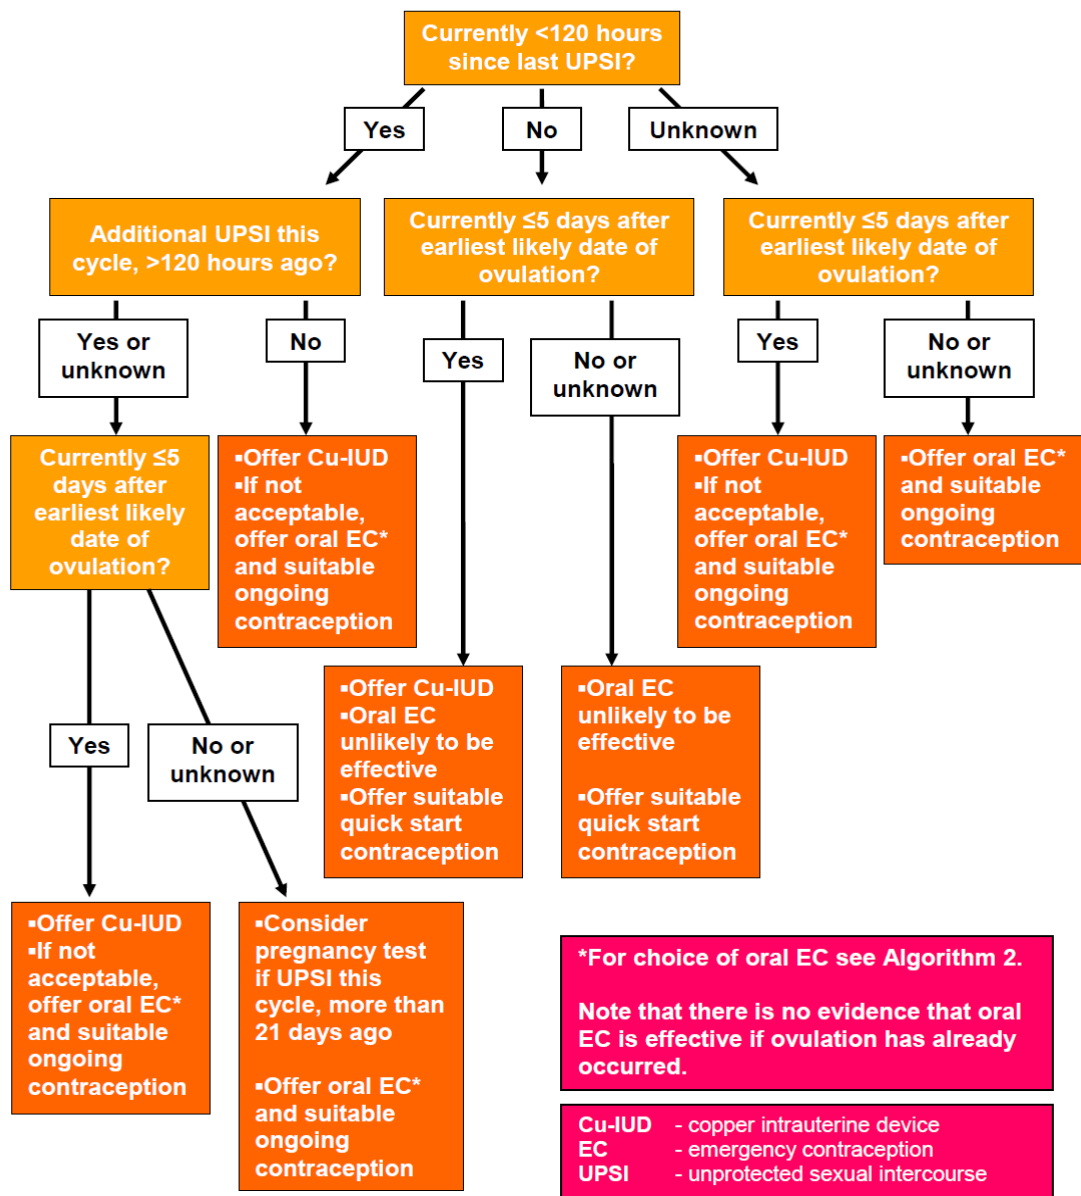 Currently <120 hours
since last UPSI?
Yes
No
Unknown
Additional UPSI this
cycle, >120 hours ago?
Currently ≤5 days after
earliest likely date of
ovulation?
Currently ≤5 days after
earliest likely date of
ovulation?
Yes or
unknown
No
Yes
No or
unknown
Yes
No or
unknown
Currently ≤5
days after
earliest likely
date of
ovulation?
▪Offer Cu-IUD
▪If not
acceptable,
offer oral EC*
and suitable
ongoing
contraception
▪Offer Cu-IUD
▪If not
acceptable,
offer oral EC*
and suitable
ongoing
contraception
▪Offer oral EC*
and suitable
ongoing
contraception
▪Offer Cu-IUD
▪Oral EC
unlikely to be
effective
▪Offer suitable
quick start
contraception
▪Oral EC
unlikely to be
effective
▪Offer suitable
quick start
contraception
Yes
No or
unknown
▪Offer Cu-IUD
▪If not
acceptable,
offer oral EC*
and suitable
ongoing
contraception
▪Consider
pregnancy test
if UPSI this
cycle, more than
21 days ago
▪Offer oral EC*
and suitable
ongoing
contraception
*For choice of oral EC see Algorithm 2.
Note that there is no evidence that oral
EC is effective if ovulation has already
occurred.
Cu-IUD - copper intrauterine device
EC - emergency contraception
UPSI - unprotected sexual intercourse